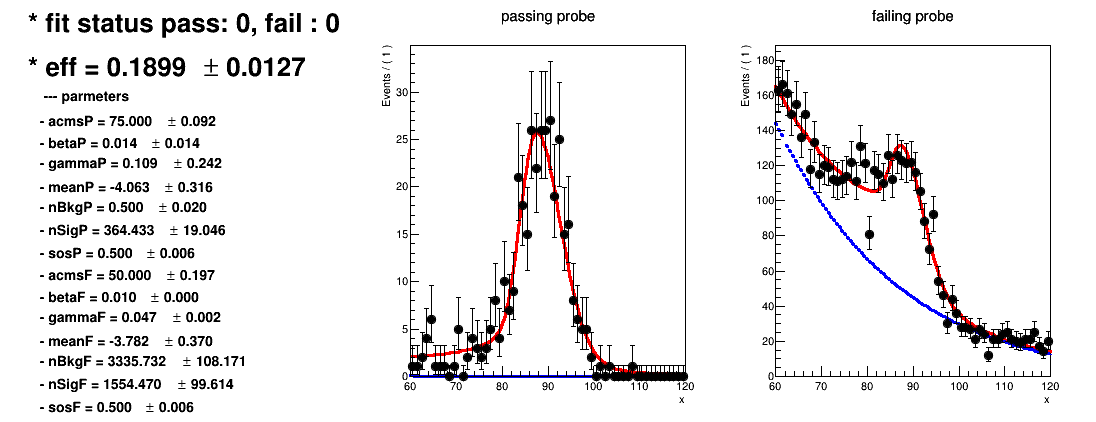 * fit status pass: 0, fail : 0
* eff = 0.1899 ± 0.0127
--- parmeters
- acmsP = 75.000 ± 0.092
- betaP = 0.014 ± 0.014
- gammaP = 0.109 ± 0.242
- meanP = -4.063 ± 0.316
- nBkgP = 0.500 ± 0.020
- nSigP = 364.433 ± 19.046
- sosP = 0.500 ± 0.006
- acmsF = 50.000 ± 0.197
- betaF = 0.010 ± 0.000
- gammaF = 0.047 ± 0.002
- meanF = -3.782 ± 0.370
- nBkgF = 3335.732 ± 108.171
- nSigF = 1554.470 ± 99.614
- sosF = 0.500 ± 0.006
passing probe
Events / ( 1 )
30
25
20
15
10
5
0
60 70 80 90 100 110 120
x
failing probe
Events / ( 1 )
180
160
140
120
100
80
60
40
20
0
60 70 80 90 100 110 120
x